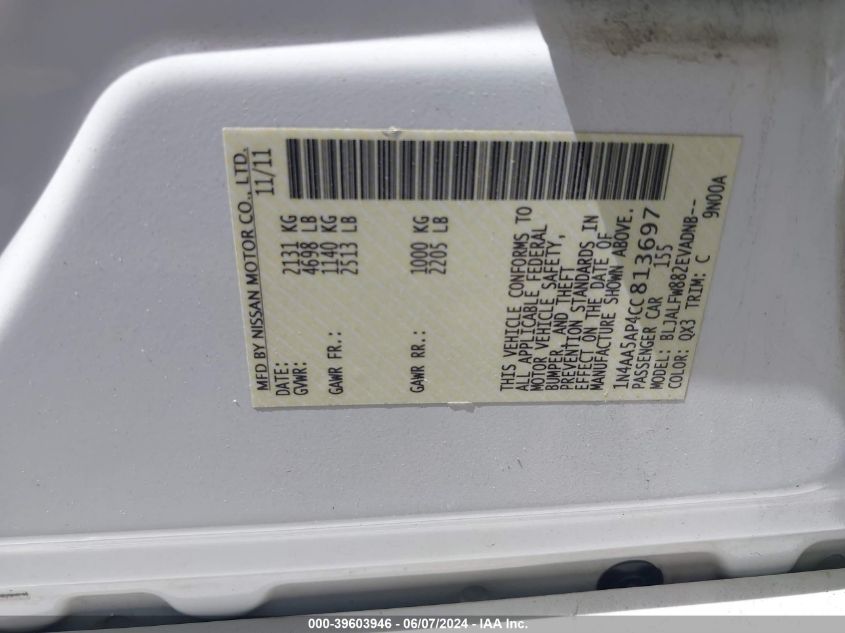 MFD BY NISSAN MOTOR CO., LTD.
DATE: 11/11
GVWR: 2131 KG
4698 LB
GAWR FR.: 1140 KG
2513 LB
GAWR RR.: 1000 KG
2205 LB
THIS VEHICLE CONFORMS TO
ALL APPLICABLE FEDERAL
MOTOR VEHICLE SAFETY,
BUMPER, AND THEFT
PREVENTION STANDARDS IN
EFFECT ON THE DATE OF
MANUFACTURE SHOWN ABOVE.
1N4AA5AP4CC813697
PASSENGER CAR 155
MODEL: BLJALFW882EVADNB--
COLOR: QX3 TRIM: C 9N00A
000-39603946 - 06/07/2024 - IAA Inc.